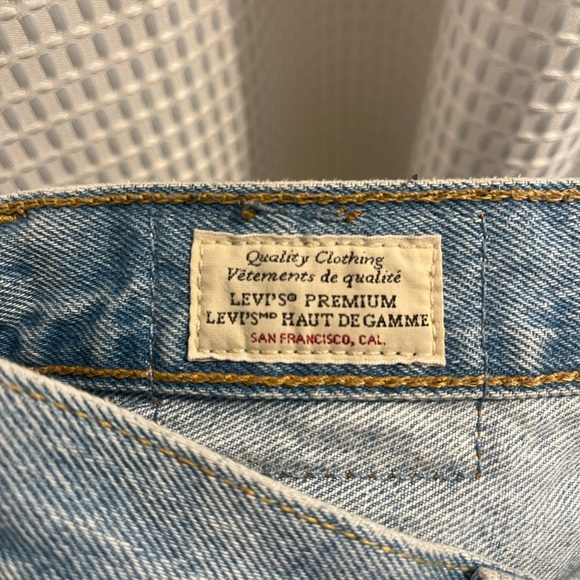 Quality Clothing
Vêtements de qualité
LEVI'S® PREMIUM
LEVI'Sᴹᴰ HAUT DE GAMME
SAN FRANCISCO, CAL.